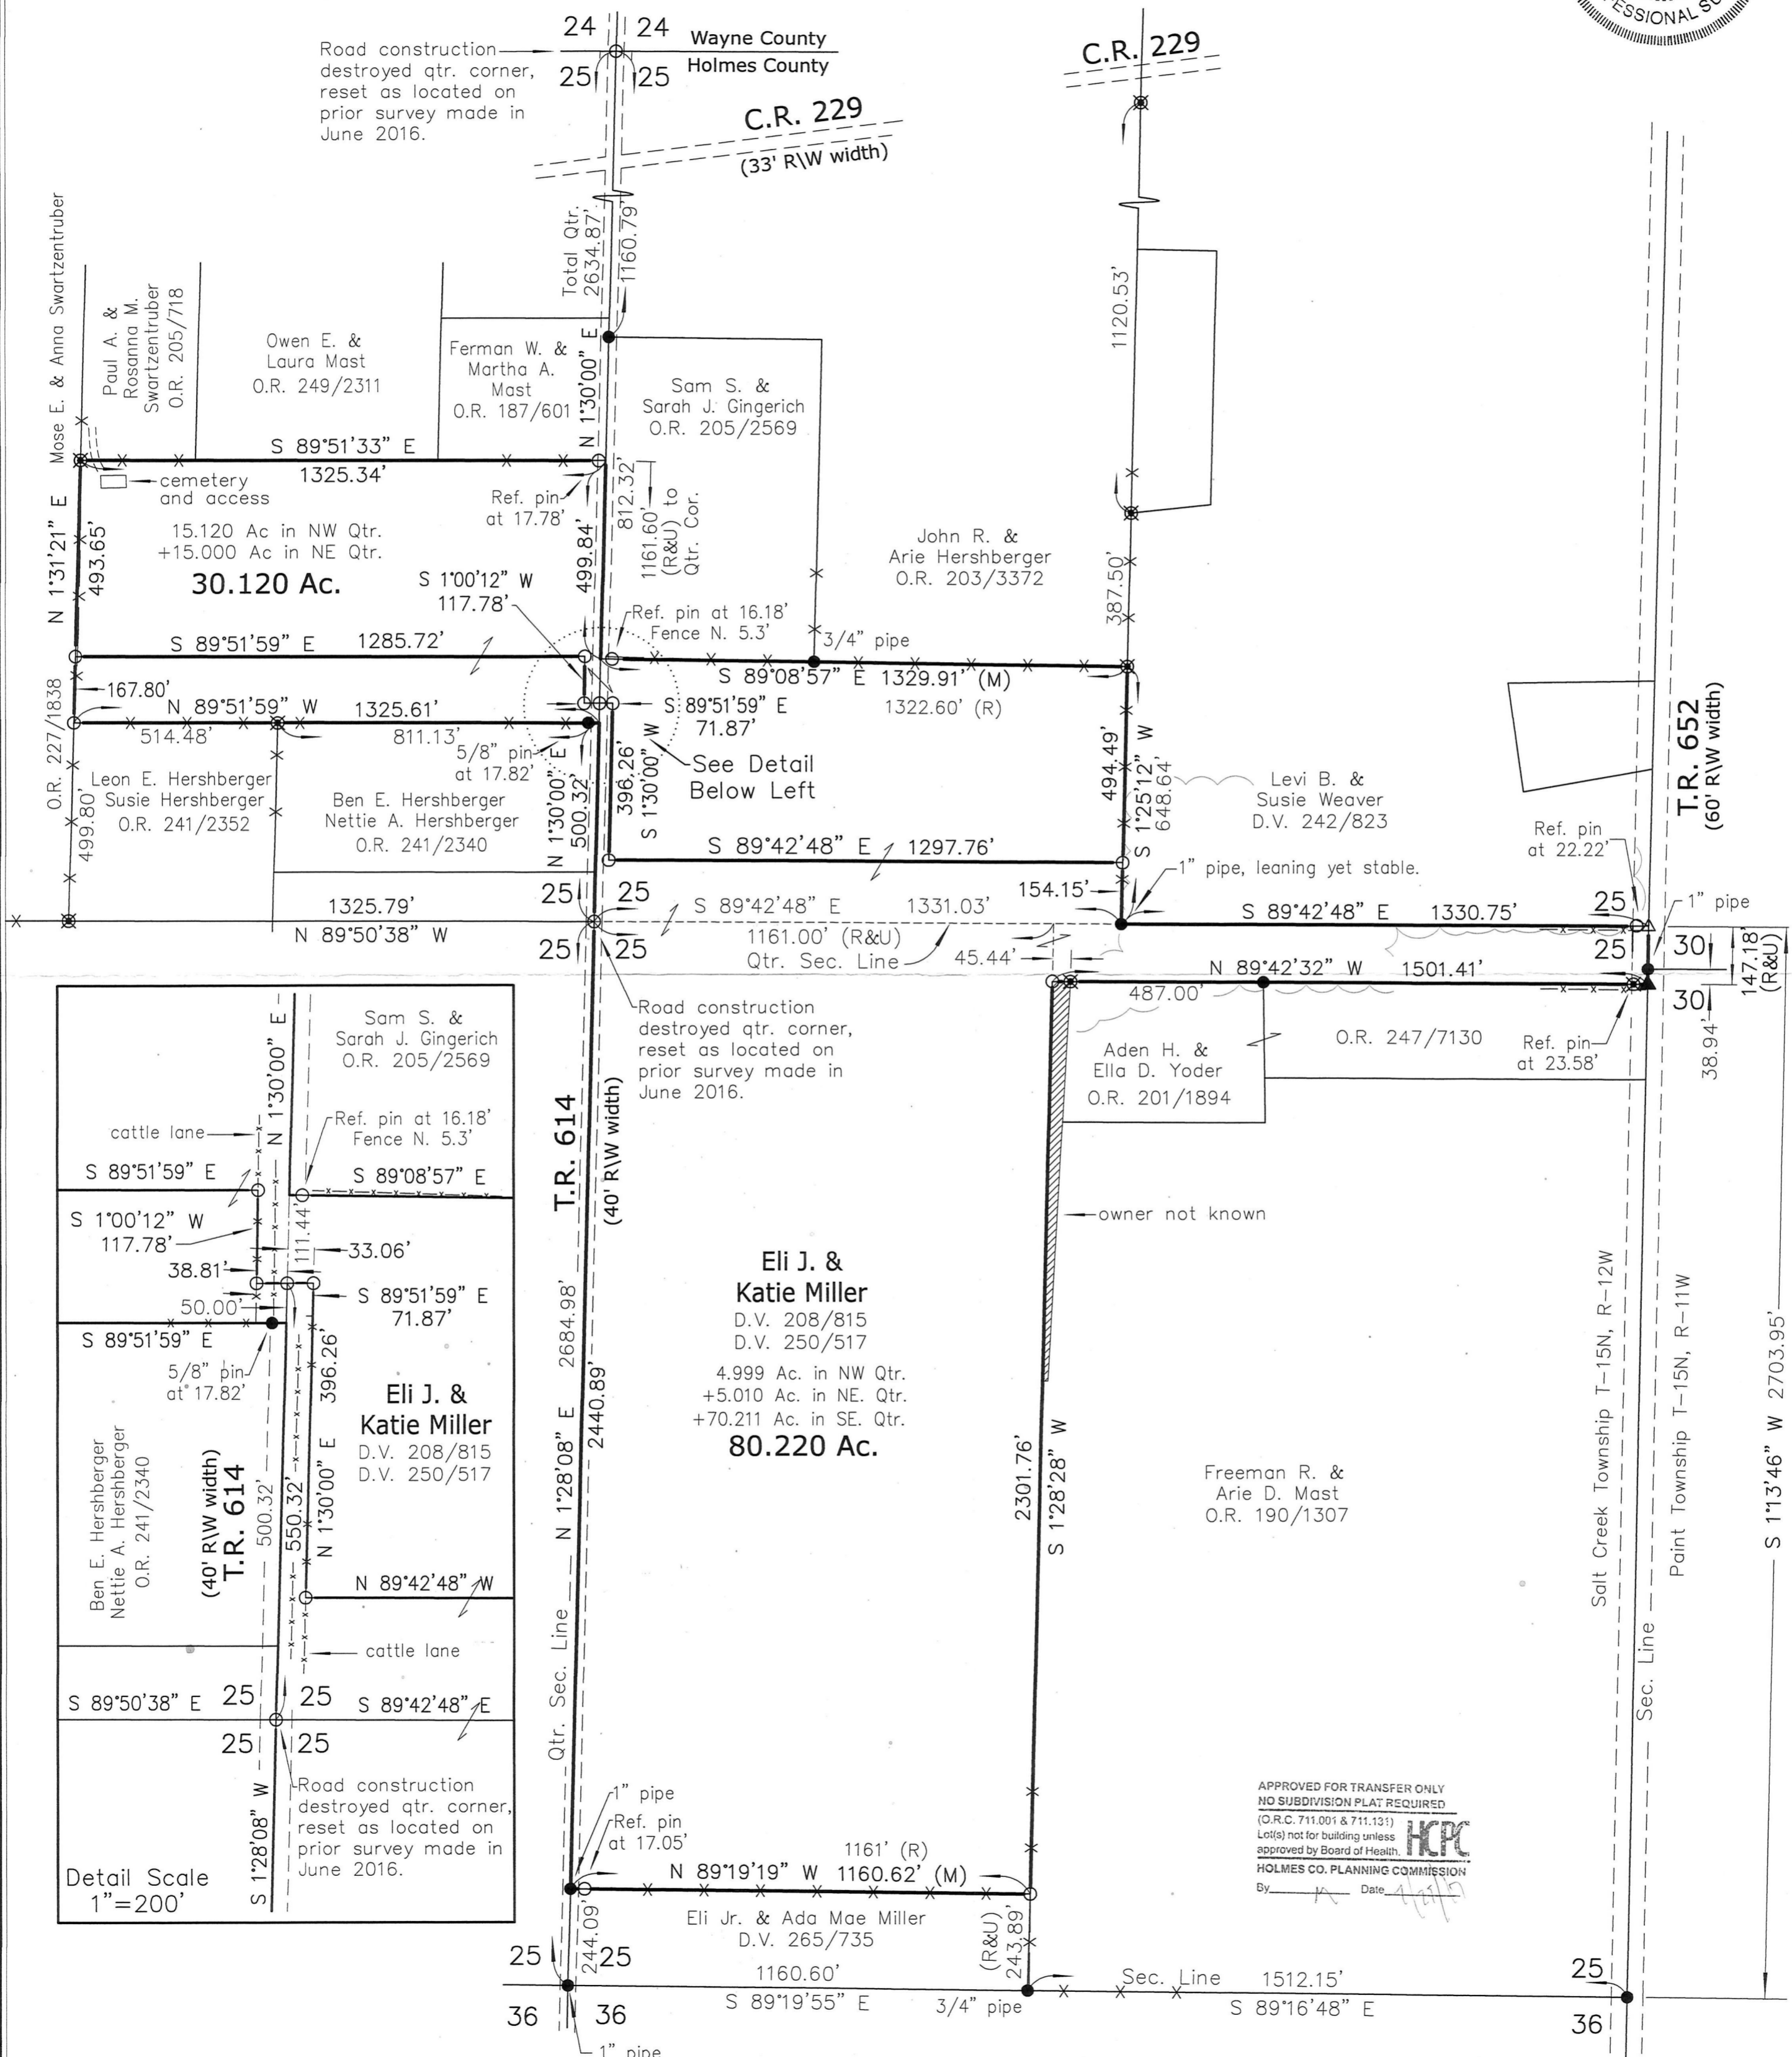 FESSIONAL SU
24 24
Wayne County
Holmes County
25 25
Road construction
destroyed qtr. corner,
reset as located on
prior survey made in
June 2016.
C.R. 229
(33' R\W width)
C.R. 229
Total Qtr.
2634.87'
1160.79'
1120.53'
Mose E. & Anna Swartzentruber
O.R. 227/1838
Paul A. &
Rosanna M.
Swartzentruber
O.R. 205/718
Owen E. &
Laura Mast
O.R. 249/2311
Ferman W. &
Martha A.
Mast
O.R. 187/601
N 1°30'00" E
Sam S. &
Sarah J. Gingerich
O.R. 205/2569
S 89°51'33" E
1325.34'
cemetery
and access
Ref. pin
at 17.78'
812.32'
1161.60'
(R&U) to
Qtr. Cor.
N 1°31'21" E
493.65'
15.120 Ac in NW Qtr.
+15.000 Ac in NE Qtr.
30.120 Ac.
499.84'
S 1°00'12" W
117.78'
John R. &
Arie Hershberger
O.R. 203/3372
387.50'
Ref. pin at 16.18'
Fence N. 5.3'
3/4" pipe
S 89°51'59" E 1285.72'
S 89°08'57" E 1329.91' (M)
1322.60' (R)
167.80'
N 89°51'59" W 1325.61'
514.48'
811.13'
S 89°51'59" E
71.87'
5/8" pin
at 17.82'
See Detail
Below Left
N 1°30'00" E
500.32'
396.26'
S 1°30'00" W
494.49'
S 1°25'12" W
648.64'
499.80'
Leon E. Hershberger
Susie Hershberger
O.R. 241/2352
Ben E. Hershberger
Nettie A. Hershberger
O.R. 241/2340
Levi B. &
Susie Weaver
D.V. 242/823
T.R. 652
(60' R\W width)
Ref. pin
at 22.22'
S 89°42'48" E 1297.76'
1" pipe, leaning yet stable.
154.15'
25 25
1325.79'
N 89°50'38" W
S 89°42'48" E 1331.03'
S 89°42'48" E 1330.75'
25
1" pipe
25 25
1161.00' (R&U)
Qtr. Sec. Line
45.44'
25
30
30
147.18'
(R&U)
38.94'
N 89°42'32" W 1501.41'
487.00'
Road construction
destroyed qtr. corner,
reset as located on
prior survey made in
June 2016.
Aden H. &
Ella D. Yoder
O.R. 201/1894
O.R. 247/7130
Ref. pin
at 23.58'
T.R. 614
(40' R\W width)
owner not known
Eli J. &
Katie Miller
D.V. 208/815
D.V. 250/517
4.999 Ac. in NW Qtr.
+5.010 Ac. in NE. Qtr.
+70.211 Ac. in SE. Qtr.
80.220 Ac.
Qtr. Sec. Line
N 1°28'08" E 2684.98'
2440.89'
2301.76'
S 1°28'28" W
Freeman R. &
Arie D. Mast
O.R. 190/1307
Salt Creek Township T-15N, R-12W
Paint Township T-15N, R-11W
Sec. Line
S 1°13'46" W 2703.95'
Sam S. &
Sarah J. Gingerich
O.R. 205/2569
N 1°30'00" E
cattle lane
Ref. pin at 16.18'
Fence N. 5.3'
S 89°51'59" E
S 89°08'57" E
S 1°00'12" W
117.78'
111.44'
33.06'
38.81'
50.00'
S 89°51'59" E
71.87'
S 89°51'59" E
5/8" pin
at 17.82'
396.26'
Eli J. &
Katie Miller
D.V. 208/815
D.V. 250/517
Ben E. Hershberger
Nettie A. Hershberger
O.R. 241/2340
(40' R\W width)
T.R. 614
500.32'
550.32'
N 1°30'00" E
N 89°42'48" W
cattle lane
S 89°50'38" E
25 25
S 89°42'48" E
25 25
Road construction
destroyed qtr. corner,
reset as located on
prior survey made in
June 2016.
S 1°28'08" W
Detail Scale
1"=200'
1" pipe
Ref. pin
at 17.05'
1161' (R)
N 89°19'19" W 1160.62' (M)
Eli Jr. & Ada Mae Miller
D.V. 265/735
244.09'
(R&U)
243.89'
25 25
1160.60'
S 89°19'55" E
3/4" pipe
Sec. Line 1512.15'
S 89°16'48" E
25
36 36
36
1" pipe
APPROVED FOR TRANSFER ONLY
NO SUBDIVISION PLAT REQUIRED
(O.R.C. 711.001 & 711.131)
Lot(s) not for building unless
approved by Board of Health.
HCPC
HOLMES CO. PLANNING COMMISSION
By Date